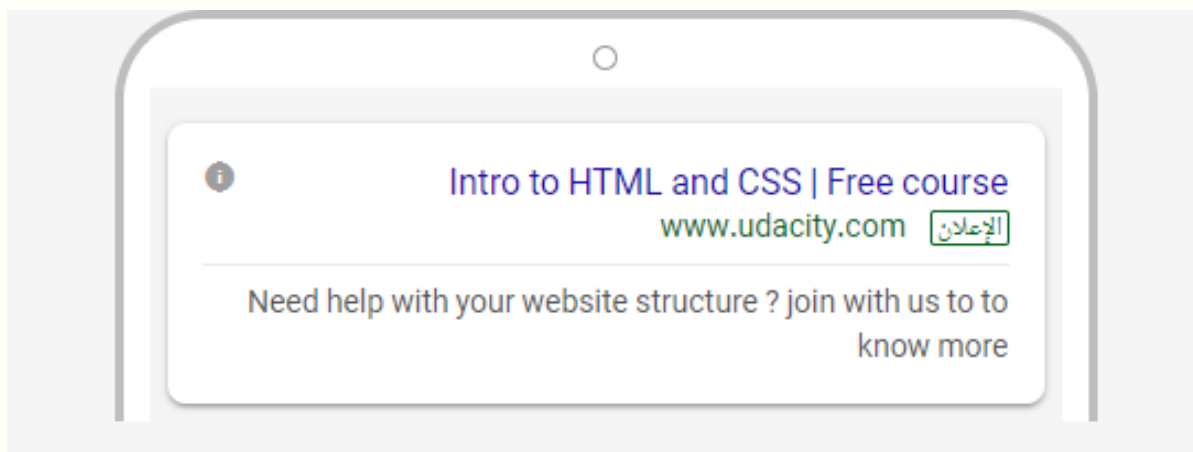 Intro to HTML and CSS | Free course
www.udacity.com الإعلان
Need help with your website structure ? join with us to to
know more